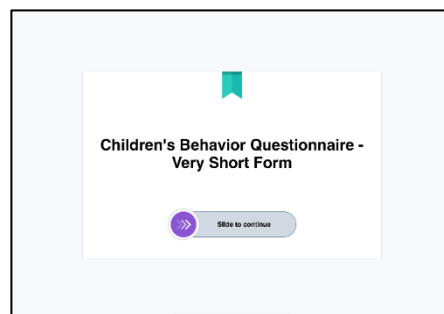 Children's Behavior Questionnaire -
Very Short Form
Slide to continue